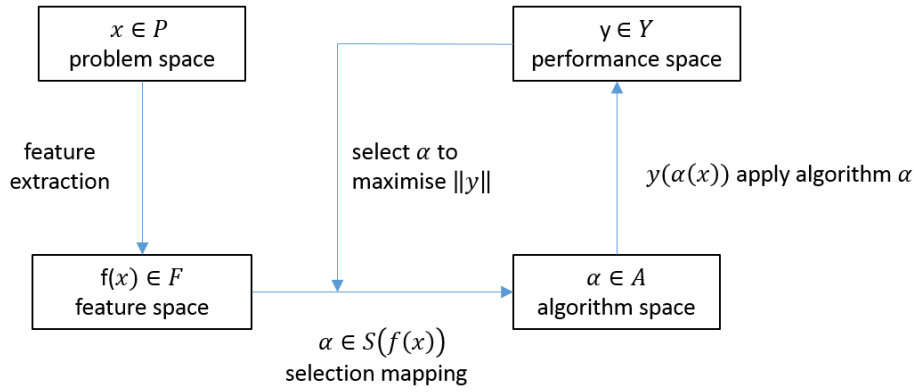 𝑥 ∈ 𝑃
problem space
y ∈ 𝑌
performance space
feature
extraction
select 𝛼 to
maximise ‖𝑦‖
𝑦(𝛼(𝑥)) apply algorithm 𝛼
f(𝑥) ∈ 𝐹
feature space
𝛼 ∈ 𝐴
algorithm space
𝛼 ∈ 𝑆(𝑓(𝑥))
selection mapping